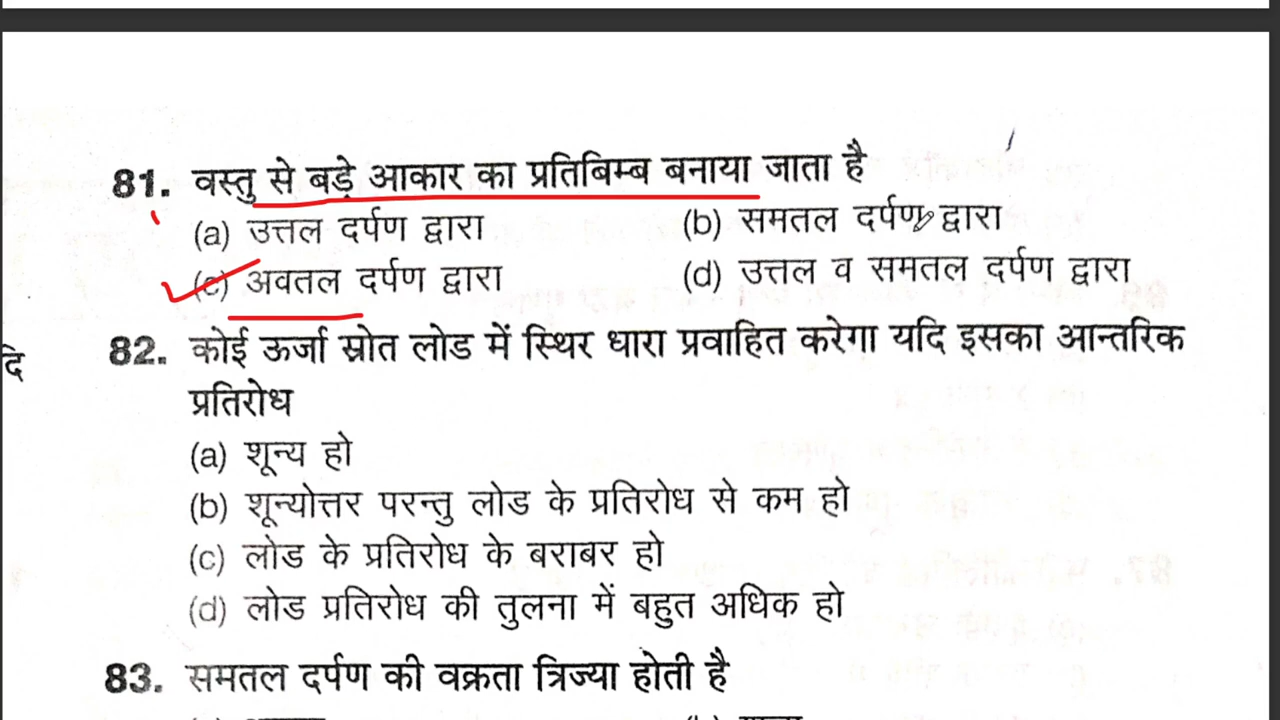 81. वस्तु से बड़े आकार का प्रतिबिम्ब बनाया जाता है
(a) उत्तल दर्पण द्वारा (b) समतल दर्पण द्वारा
(c) अवतल दर्पण द्वारा (d) उत्तल व समतल दर्पण द्वारा
82. कोई ऊर्जा स्रोत लोड में स्थिर धारा प्रवाहित करेगा यदि इसका आन्तरिक
दि
प्रतिरोध
(a) शून्य हो
(b) शून्योत्तर परन्तु लोड के प्रतिरोध से कम हो
(c) लोड के प्रतिरोध के बराबर हो
(d) लोड प्रतिरोध की तुलना में बहुत अधिक हो
83. समतल दर्पण की वक्रता त्रिज्या होती है